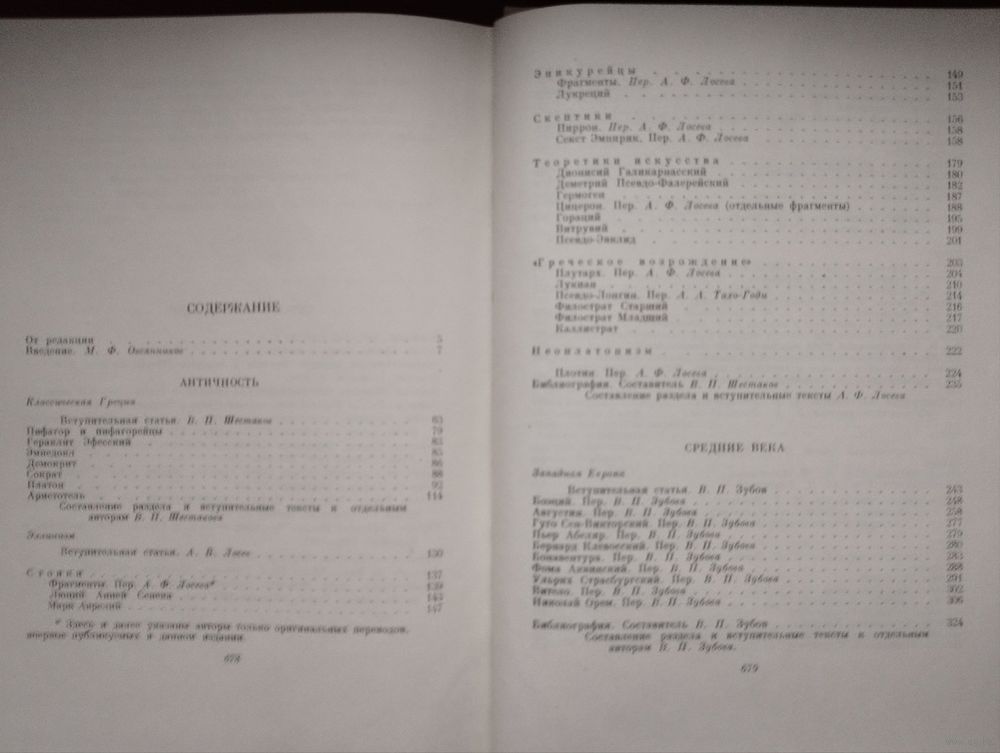 СОДЕРЖАНИЕ
От редакции 5
Введение. М. Ф. Овсянников 7
АНТИЧНОСТЬ
Классическая Греция
Вступительная статья. В. П. Шестаков 63
Пифагор и пифагорейцы 79
Гераклит Эфесский 83
Эмпедокл 85
Демокрит 86
Сократ 88
Платон 92
Аристотель 114
Составление раздела и вступительные тексты к отдельным
авторам В. П. Шестакова
Эллинизм
Вступительная статья. А. Ф. Лосев 130
Стоики 137
Фрагменты. Пер. А. Ф. Лосева* 139
Люций Анней Сенека 143
Марк Аврелий 147
* Здесь и далее указаны авторы только оригинальных переводов,
впервые публикуемых в данном издании.
678
Эпикурейцы 149
Фрагменты. Пер. А. Ф. Лосева 151
Лукреций 153
Скептики 156
Пиррон. Пер. А. Ф. Лосева 158
Секст Эмпирик. Пер. А. Ф. Лосева 158
Теоретики искусства 179
Дионисий Галикарнасский 180
Деметрий Псевдо-Фалерейский 182
Гермоген 187
Цицерон. Пер. А. Ф. Лосева (отдельные фрагменты) 188
Гораций 195
Витрувий 199
Псевдо-Эвклид 201
«Греческое возрождение» 203
Плутарх. Пер. А. Ф. Лосева 204
Лукиан 210
Псевдо-Лонгин. Пер. А. А. Тахо-Годи 214
Филострат Старший 216
Филострат Младший 217
Каллистрат 220
Неоплатонизм 222
Плотин. Пер. А. Ф. Лосева 224
Библиография. Составитель В. П. Шестаков 235
Составление раздела и вступительные тексты А. Ф. Лосева
СРЕДНИЕ ВЕКА
Западная Европа
Вступительная статья. В. П. Зубов 243
Боэций. Пер. В. П. Зубова 248
Августин. Пер. В. П. Зубова 258
Гуго Сен-Викторский. Пер. В. П. Зубова 277
Пьер Абеляр. Пер. В. П. Зубова 279
Бернард Клевоский. Пер. В. П. Зубова 280
Бонавентура. Пер. В. П. Зубова 283
Фома Аквинский. Пер. В. П. Зубова 288
Ульрих Страсбургский. Пер. В. П. Зубова 291
Витело. Пер. В. П. Зубова 302
Николай Орем. Пер. В. П. Зубова 306
Библиография. Составитель В. П. Зубов 324
Составление раздела и вступительные тексты к отдельным
авторам В. П. Зубова.
679